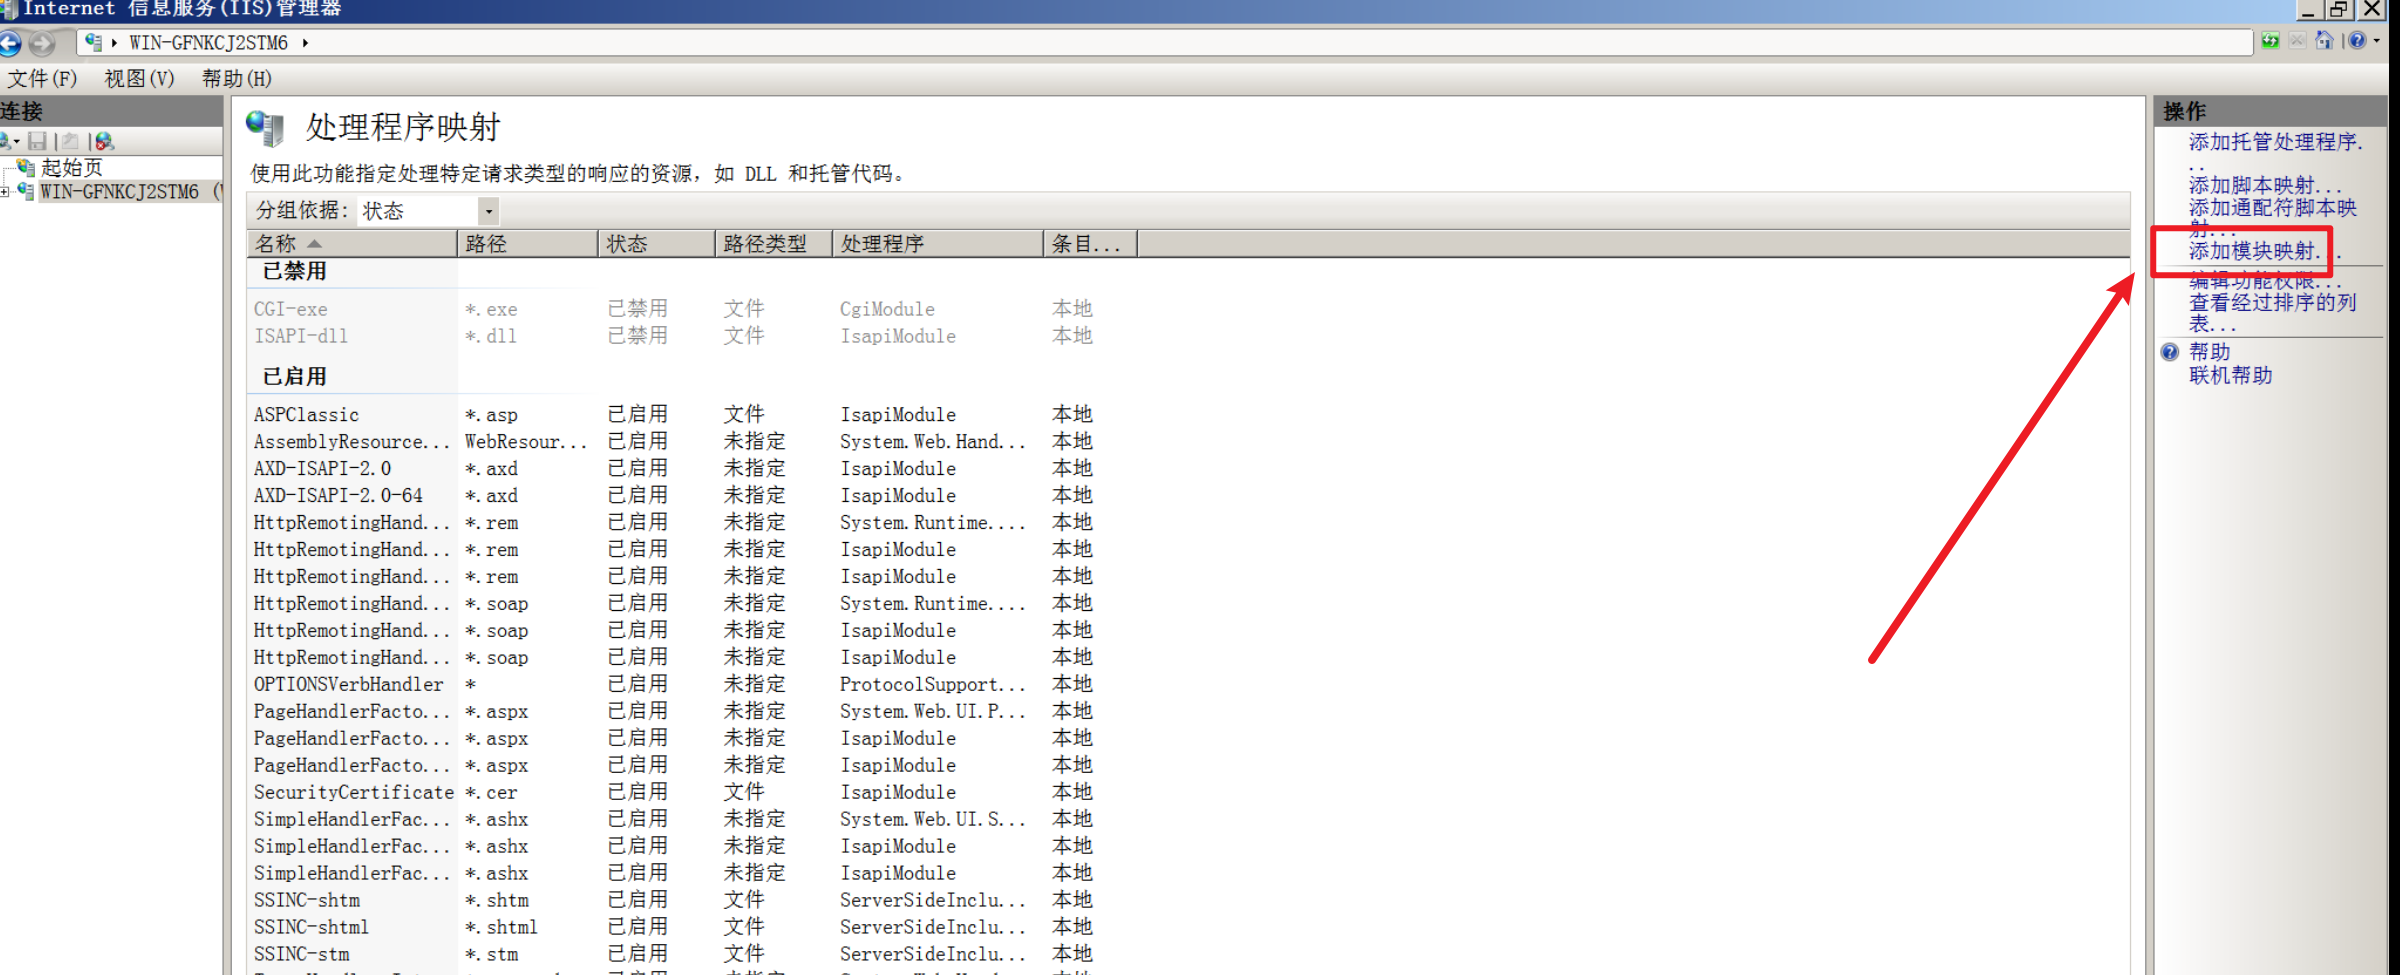 Internet 信息服务(IIS)管理器
WIN-GFNKCJ2STM6
文件(F) 视图(V) 帮助(H)
连接
起始页
WIN-GFNKCJ2STM6 (
处理程序映射
使用此功能指定处理特定请求类型的响应的资源，如 DLL 和托管代码。
分组依据: 状态
名称 路径 状态 路径类型 处理程序 条目...
已禁用
CGI-exe *.exe 已禁用 文件 CgiModule 本地
ISAPI-dll *.dll 已禁用 文件 IsapiModule 本地
已启用
ASPClassic *.asp 已启用 文件 IsapiModule 本地
AssemblyResource... WebResour... 已启用 未指定 System.Web.Hand... 本地
AXD-ISAPI-2.0 *.axd 已启用 未指定 IsapiModule 本地
AXD-ISAPI-2.0-64 *.axd 已启用 未指定 IsapiModule 本地
HttpRemotingHand... *.rem 已启用 未指定 System.Runtime.... 本地
HttpRemotingHand... *.rem 已启用 未指定 IsapiModule 本地
HttpRemotingHand... *.rem 已启用 未指定 IsapiModule 本地
HttpRemotingHand... *.soap 已启用 未指定 System.Runtime.... 本地
HttpRemotingHand... *.soap 已启用 未指定 IsapiModule 本地
HttpRemotingHand... *.soap 已启用 未指定 IsapiModule 本地
OPTIONSVerbHandler * 已启用 未指定 ProtocolSupport... 本地
PageHandlerFacto... *.aspx 已启用 未指定 System.Web.UI.P... 本地
PageHandlerFacto... *.aspx 已启用 未指定 IsapiModule 本地
PageHandlerFacto... *.aspx 已启用 未指定 IsapiModule 本地
SecurityCertificate *.cer 已启用 文件 IsapiModule 本地
SimpleHandlerFac... *.ashx 已启用 未指定 System.Web.UI.S... 本地
SimpleHandlerFac... *.ashx 已启用 未指定 IsapiModule 本地
SimpleHandlerFac... *.ashx 已启用 未指定 IsapiModule 本地
SSINC-shtm *.shtm 已启用 文件 ServerSideInclu... 本地
SSINC-shtml *.shtml 已启用 文件 ServerSideInclu... 本地
SSINC-stm *.stm 已启用 文件 ServerSideInclu... 本地
操作
添加托管处理程序.
..
添加脚本映射...
添加通配符脚本映
射...
添加模块映射...
编辑功能权限...
查看经过排序的列
表...
帮助
联机帮助